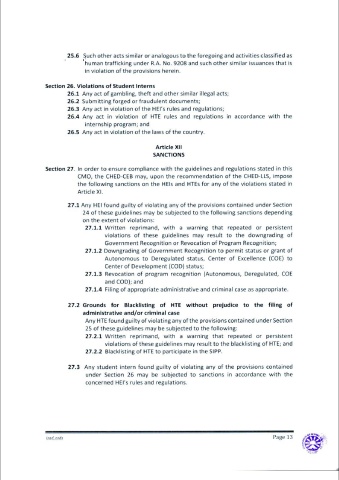 25.6 Such other acts similar or analogous to the foregoing and activities classified as
human trafficking under R.A. No. 9208 and such other similar issuances that is
in violation of the provisions herein.
Section 26. Violations of Student Interns
26.1 Any act of gambling, theft and other similar illegal acts;
26.2 Submitting forged or fraudulent documents;
26.3 Any act in violation of the HEI's rules and regulations;
26.4 Any act in violation of HTE rules and regulations in accordance with the
internship program; and
26.5 Any act in violation of the laws of the country.
Article XII
SANCTIONS
Section 27. In order to ensure compliance with the guidelines and regulations stated in this
CMO, the CHED-CEB may, upon the recommendation of the CHED-LLS, impose
the following sanctions on the HEIs and HTEs for any of the violations stated in
Article XI.
27.1 Any HEI found guilty of violating any of the provisions contained under Section
24 of these guidelines may be subjected to the following sanctions depending
on the extent of violations:
27.1.1 Written reprimand, with a warning that repeated or persistent
violations of these guidelines may result to the downgrading of
Government Recognition or Revocation of Program Recognition;
27.1.2 Downgrading of Government Recognition to permit status or grant of
Autonomous to Deregulated status, Center of Excellence (COE) to
Center of Development (COD) status;
27.1.3 Revocation of program recognition (Autonomous, Deregulated, COE
and COD); and
27.1.4 Filing of appropriate administrative and criminal case as appropriate.
27.2 Grounds for Blacklisting of HTE without prejudice to the filing of
administrative and/or criminal case
Any HTE found guilty of violating any of the provisions contained under Section
25 of these guidelines may be subjected to the following:
27.2.1 Written reprimand, with a warning that repeated or persistent
violations of these guidelines may result to the blacklisting of HTE; and
27.2.2 Blacklisting of HTE to participate in the SIPP.
27.3 Any student intern found guilty of violating any of the provisions contained
under Section 26 may be subjected to sanctions in accordance with the
concerned HEI's rules and regulations.
Page 13